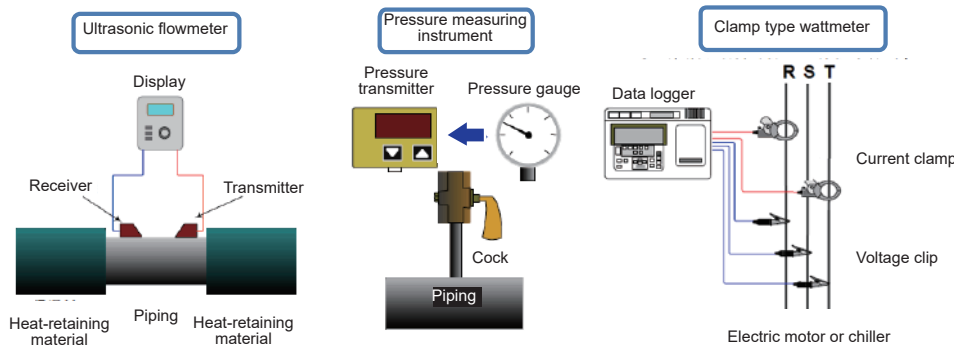 Ultrasonic flowmeter
Display
Receiver
Transmitter
Heat-retaining
material
Piping
Heat-retaining
material
Pressure measuring
instrument
Pressure
transmitter
Pressure gauge
Cock
Piping
Clamp type wattmeter
R S T
Data logger
Current clamp
Voltage clip
Electric motor or chiller